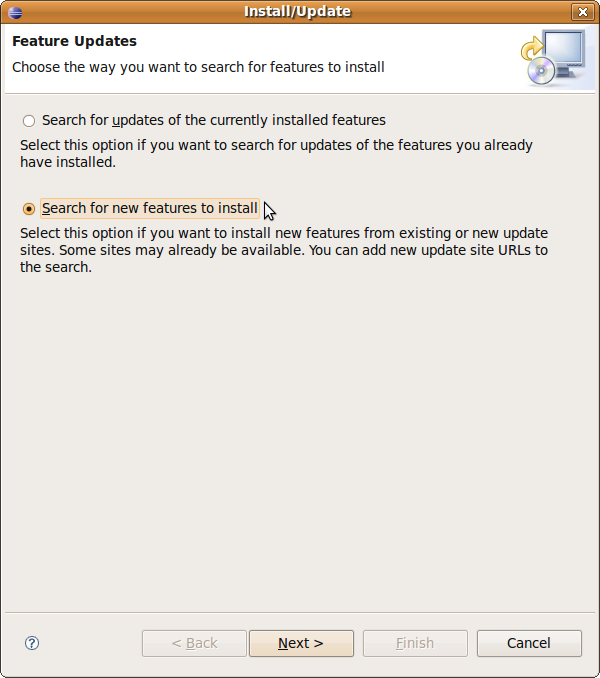 Install/Update
Feature Updates
Choose the way you want to search for features to install
Search for updates of the currently installed features
Select this option if you want to search for updates of the features you already
have installed.
Search for new features to install
Select this option if you want to install new features from existing or new update
sites. Some sites may already be available. You can add new update site URLs to
the search.
?
< Back
Next >
Finish
Cancel